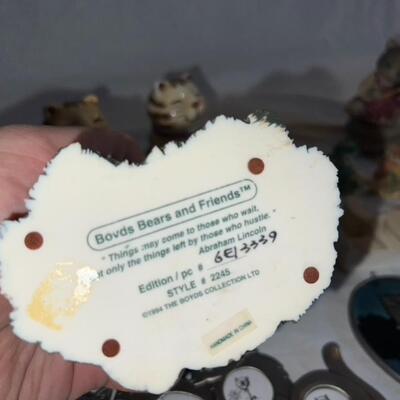 Boyds Bears and Friends™
"Things may come to those who wait,
but only the things left by those who hustle."
Abraham Lincoln
Edition / pc # 6E/3339
STYLE # 2245
©1994 THE BOYDS COLLECTION LTD
HANDMADE IN CHINA